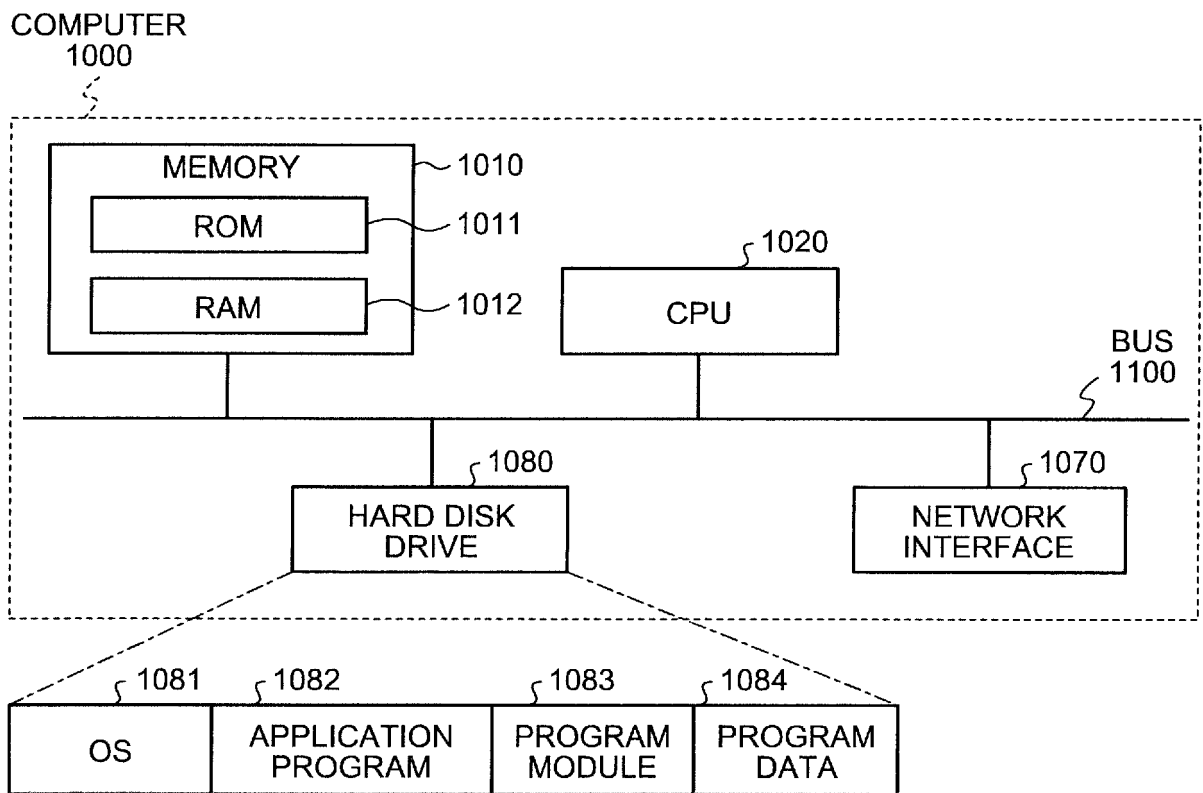 COMPUTER
1000
MEMORY
1010
ROM
1011
RAM
1012
1020
CPU
BUS
1100
1080
HARD DISK
DRIVE
1070
NETWORK
INTERFACE
1081
OS
1082
APPLICATION
PROGRAM
1083
PROGRAM
MODULE
1084
PROGRAM
DATA